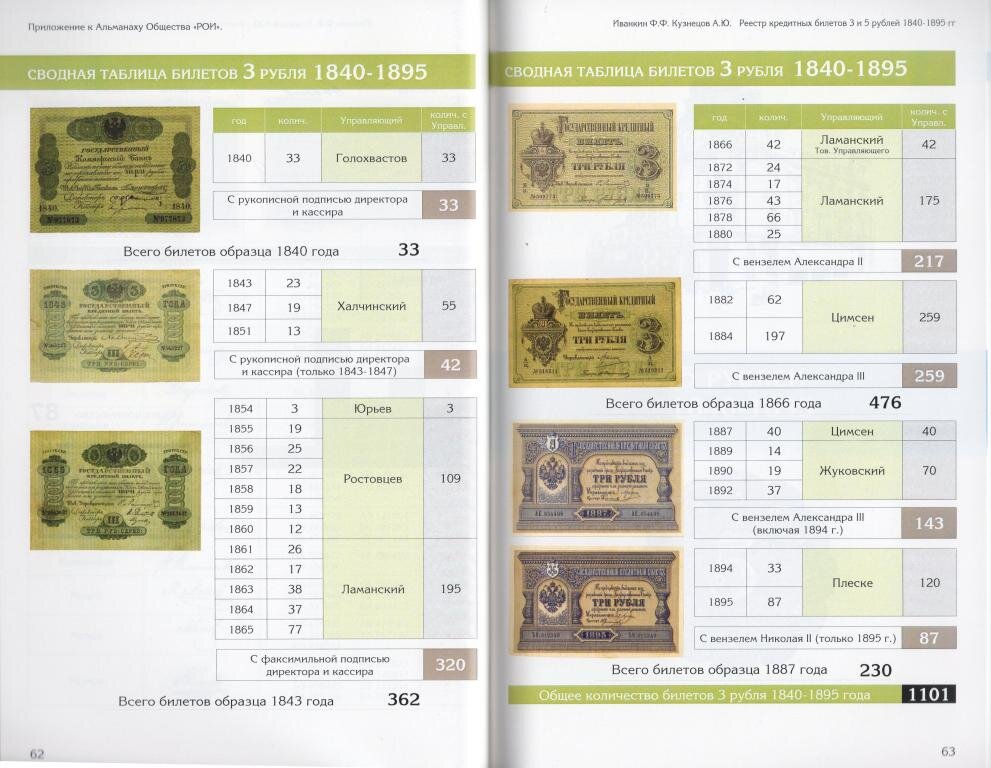 Приложение к Альманаху Общества «РОИ».
СВОДНАЯ ТАБЛИЦА БИЛЕТОВ 3 РУБЛЯ 1840-1895
год колич. Управляющий колич. с Управл.
1840 33 Голохвастов 33
С рукописной подписью директора
и кассира 33
Всего билетов образца 1840 года 33
1843 23
1847 19 Халчинский 55
1851 13
С рукописной подписью директора
и кассира (только 1843-1847) 42
1854 3 Юрьев 3
1855 19
1856 25
1857 22
Ростовцев 109
1858 18
1859 13
1860 12
1861 26
1862 17
1863 38 Ламанский 195
1864 37
1865 77
С факсимильной подписью
директора и кассира 320
Всего билетов образца 1843 года 362
62
Иванкин Ф.Ф. Кузнецов А.Ю. Реестр кредитных билетов 3 и 5 рублей 1840-1895 гг
СВОДНАЯ ТАБЛИЦА БИЛЕТОВ 3 РУБЛЯ 1840-1895
год колич. Управляющий колич. с Управл.
1866 42 Ламанский 42
Тов. Управляющего
1872 24
1874 17
1876 43 Ламанский 175
1878 66
1880 25
С вензелем Александра II 217
1882 62
Цимсен 259
1884 197
С вензелем Александра III 259
Всего билетов образца 1866 года 476
1887 40 Цимсен 40
1889 14
1890 19 Жуковский 70
1892 37
С вензелем Александра III
(включая 1894 г.) 143
1894 33
Плеске 120
1895 87
С вензелем Николая II (только 1895 г.) 87
Всего билетов образца 1887 года 230
Общее количество билетов 3 рубля 1840-1895 года 1101
63